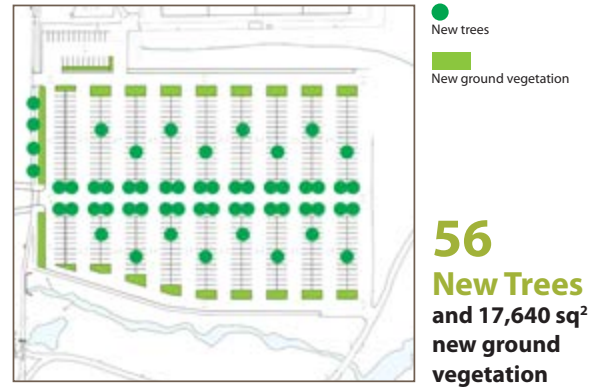 New trees
New ground vegetation
56
New Trees
and 17,640 sq²
new ground
vegetation